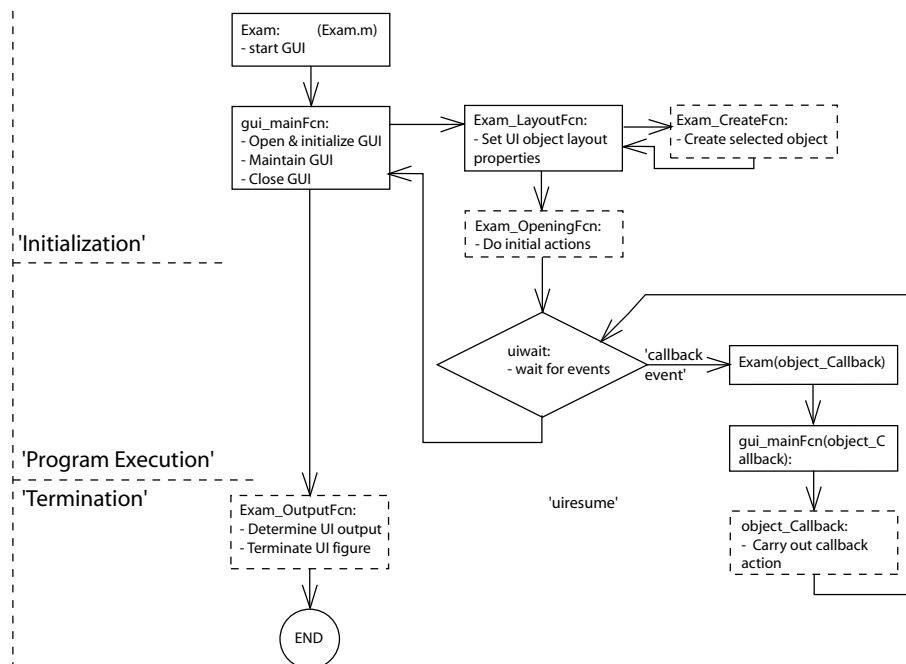 Exam: (Exam.m)
- start GUI
gui_mainFcn:
- Open & initialize GUI
- Maintain GUI
- Close GUI
Exam_LayoutFcn:
- Set UI object layout
properties
Exam_CreateFcn:
- Create selected object
Exam_OpeningFcn:
- Do initial actions
'Initialization'
uiwait:
- wait for events
'callback
event'
Exam(object_Callback)
gui_mainFcn(object_C
allback):
'Program Execution'
'Termination'
Exam_OutputFcn:
- Determine UI output
- Terminate UI figure
'uiresume'
object_Callback:
- Carry out callback
action
END